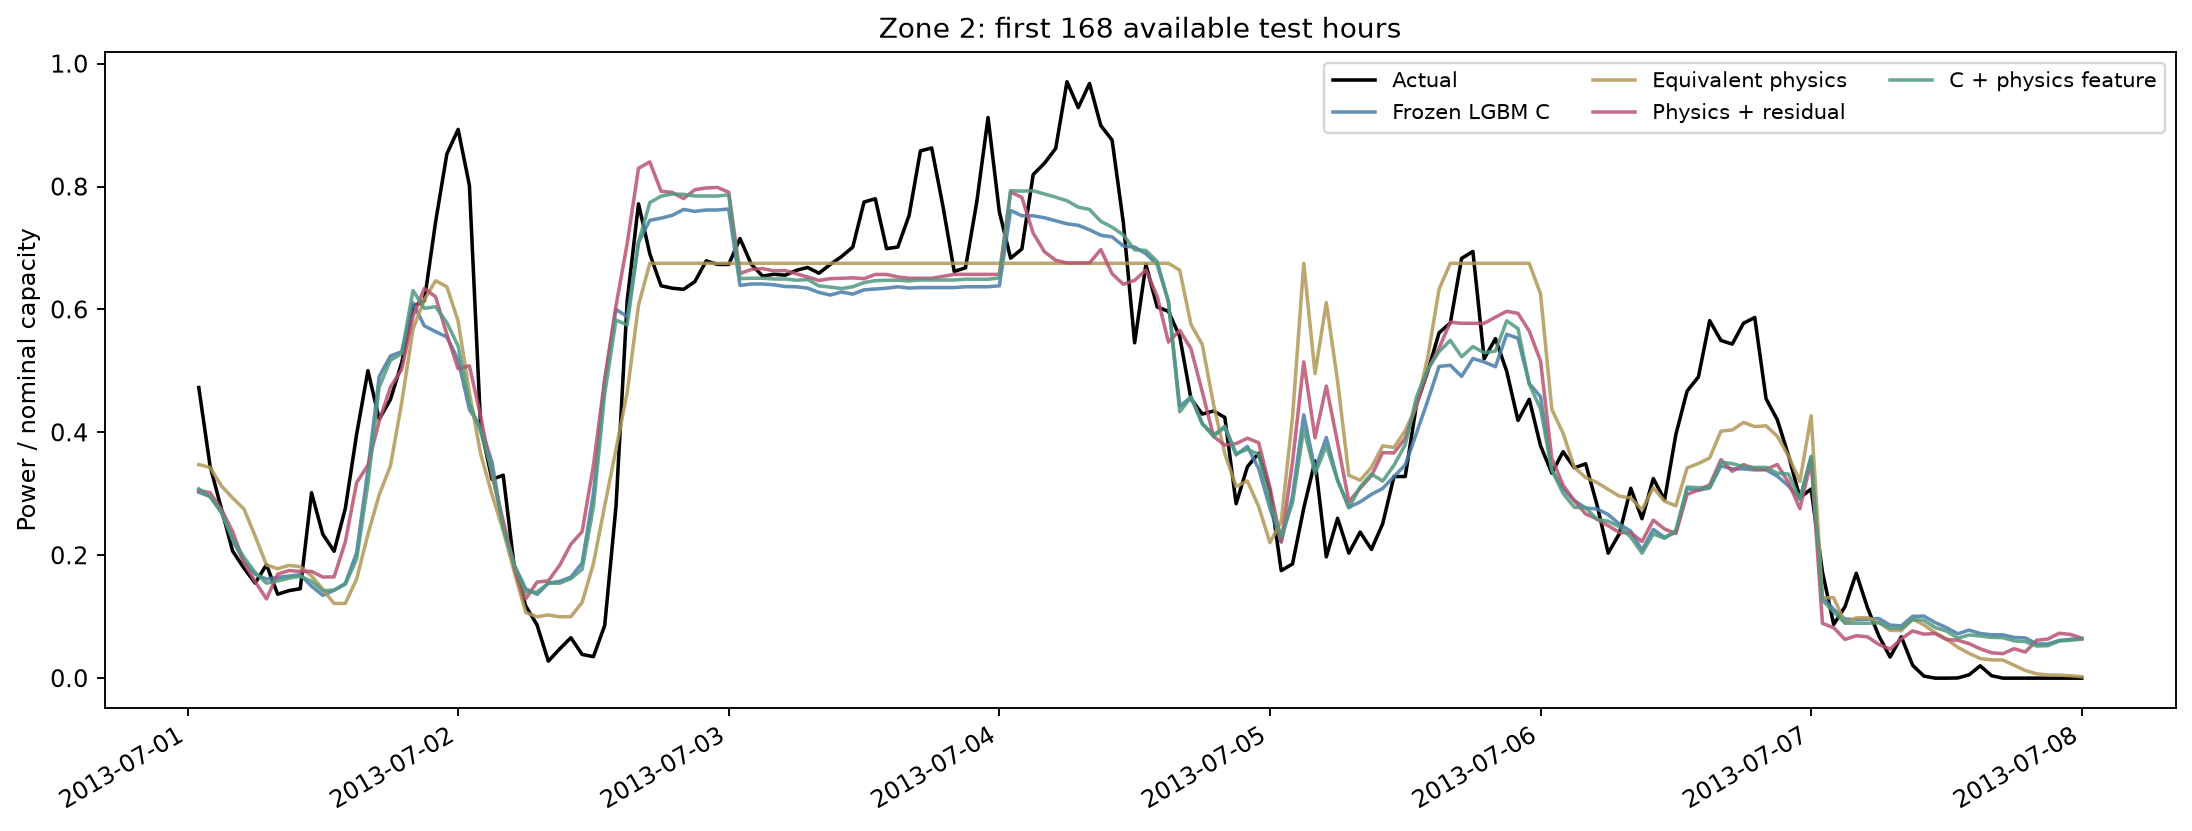 Zone 2: first 168 available test hours
Power / nominal capacity
1.0
0.8
0.6
0.4
0.2
0.0
Actual
Frozen LGBM C
Equivalent physics
Physics + residual
C + physics feature
2013-07-01
2013-07-02
2013-07-03
2013-07-04
2013-07-05
2013-07-06
2013-07-07
2013-07-08